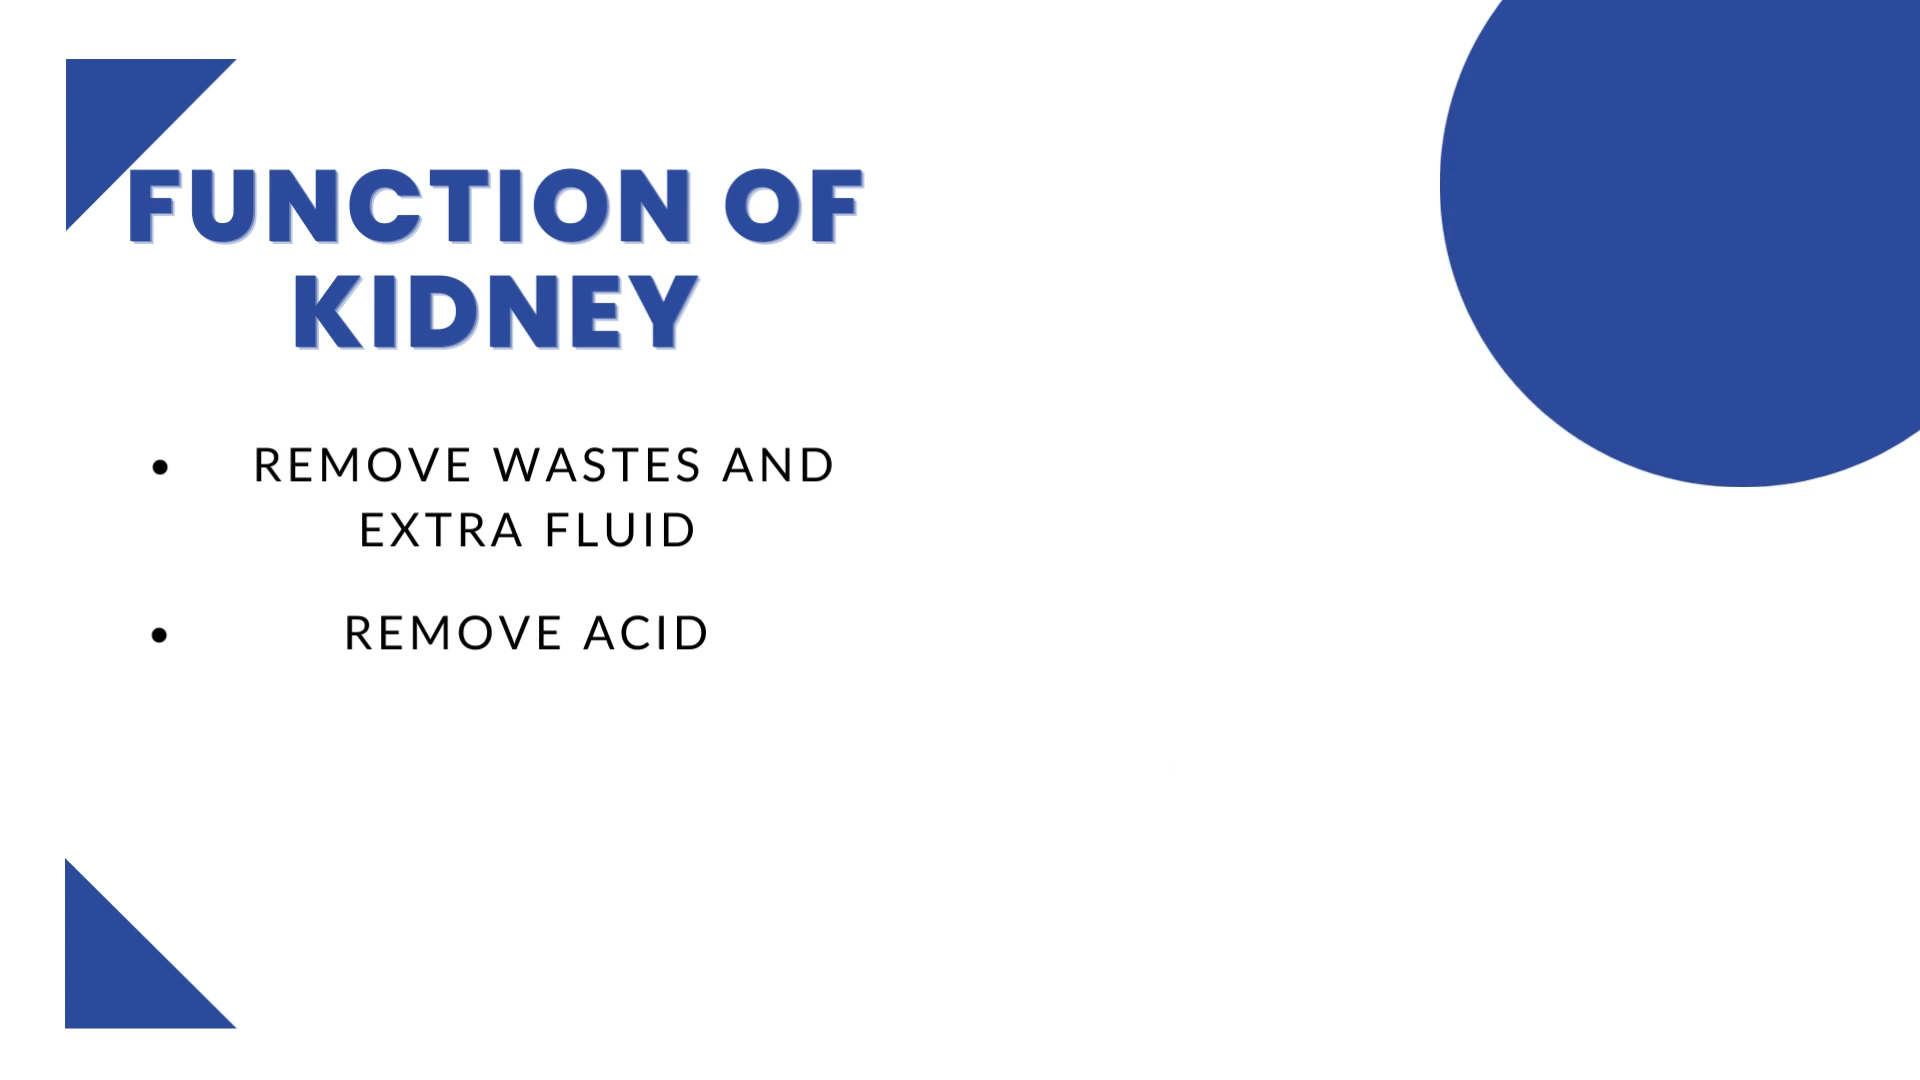 FUNCTION OF
KIDNEY
• REMOVE WASTES AND
EXTRA FLUID
• REMOVE ACID